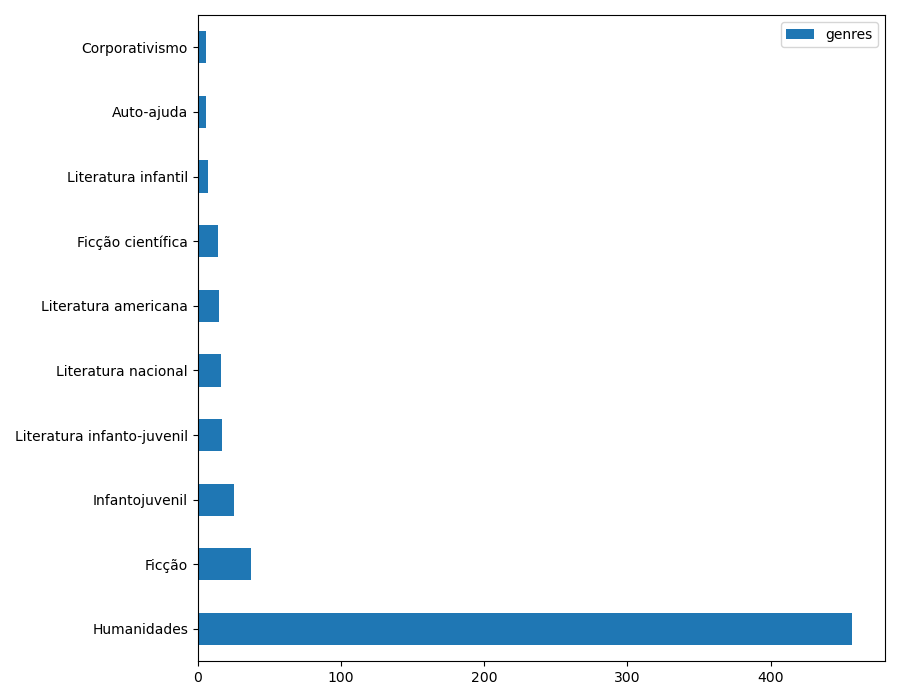 genres
Corporativismo
Auto-ajuda
Literatura infantil
Ficção científica
Literatura americana
Literatura nacional
Literatura infanto-juvenil
Infantojuvenil
Ficção
Humanidades
0 100 200 300 400